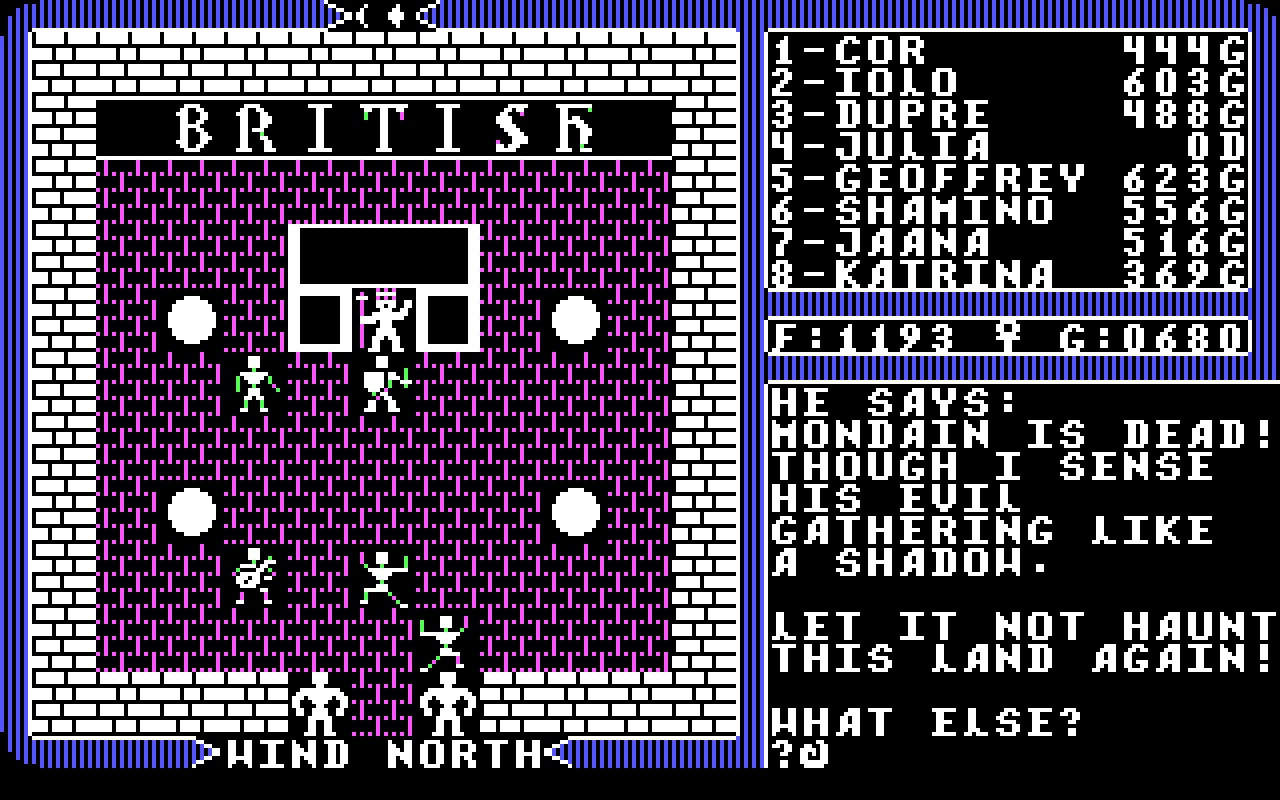 BRITISH
1-COR 444G
2-IOLO 603G
3-DUPRE 488G
4-JULIA 0D
5-GEOFFREY 623G
6-SHAMINO 556G
7-JAANA 516G
8-KATRINA 369G
F:1193 G:0680
HE SAYS:
MONDAIN IS DEAD!
THOUGH I SENSE
HIS EVIL
GATHERING LIKE
A SHADOW.
LET IT NOT HAUNT
THIS LAND AGAIN!
WHAT ELSE?
?
WIND NORTH